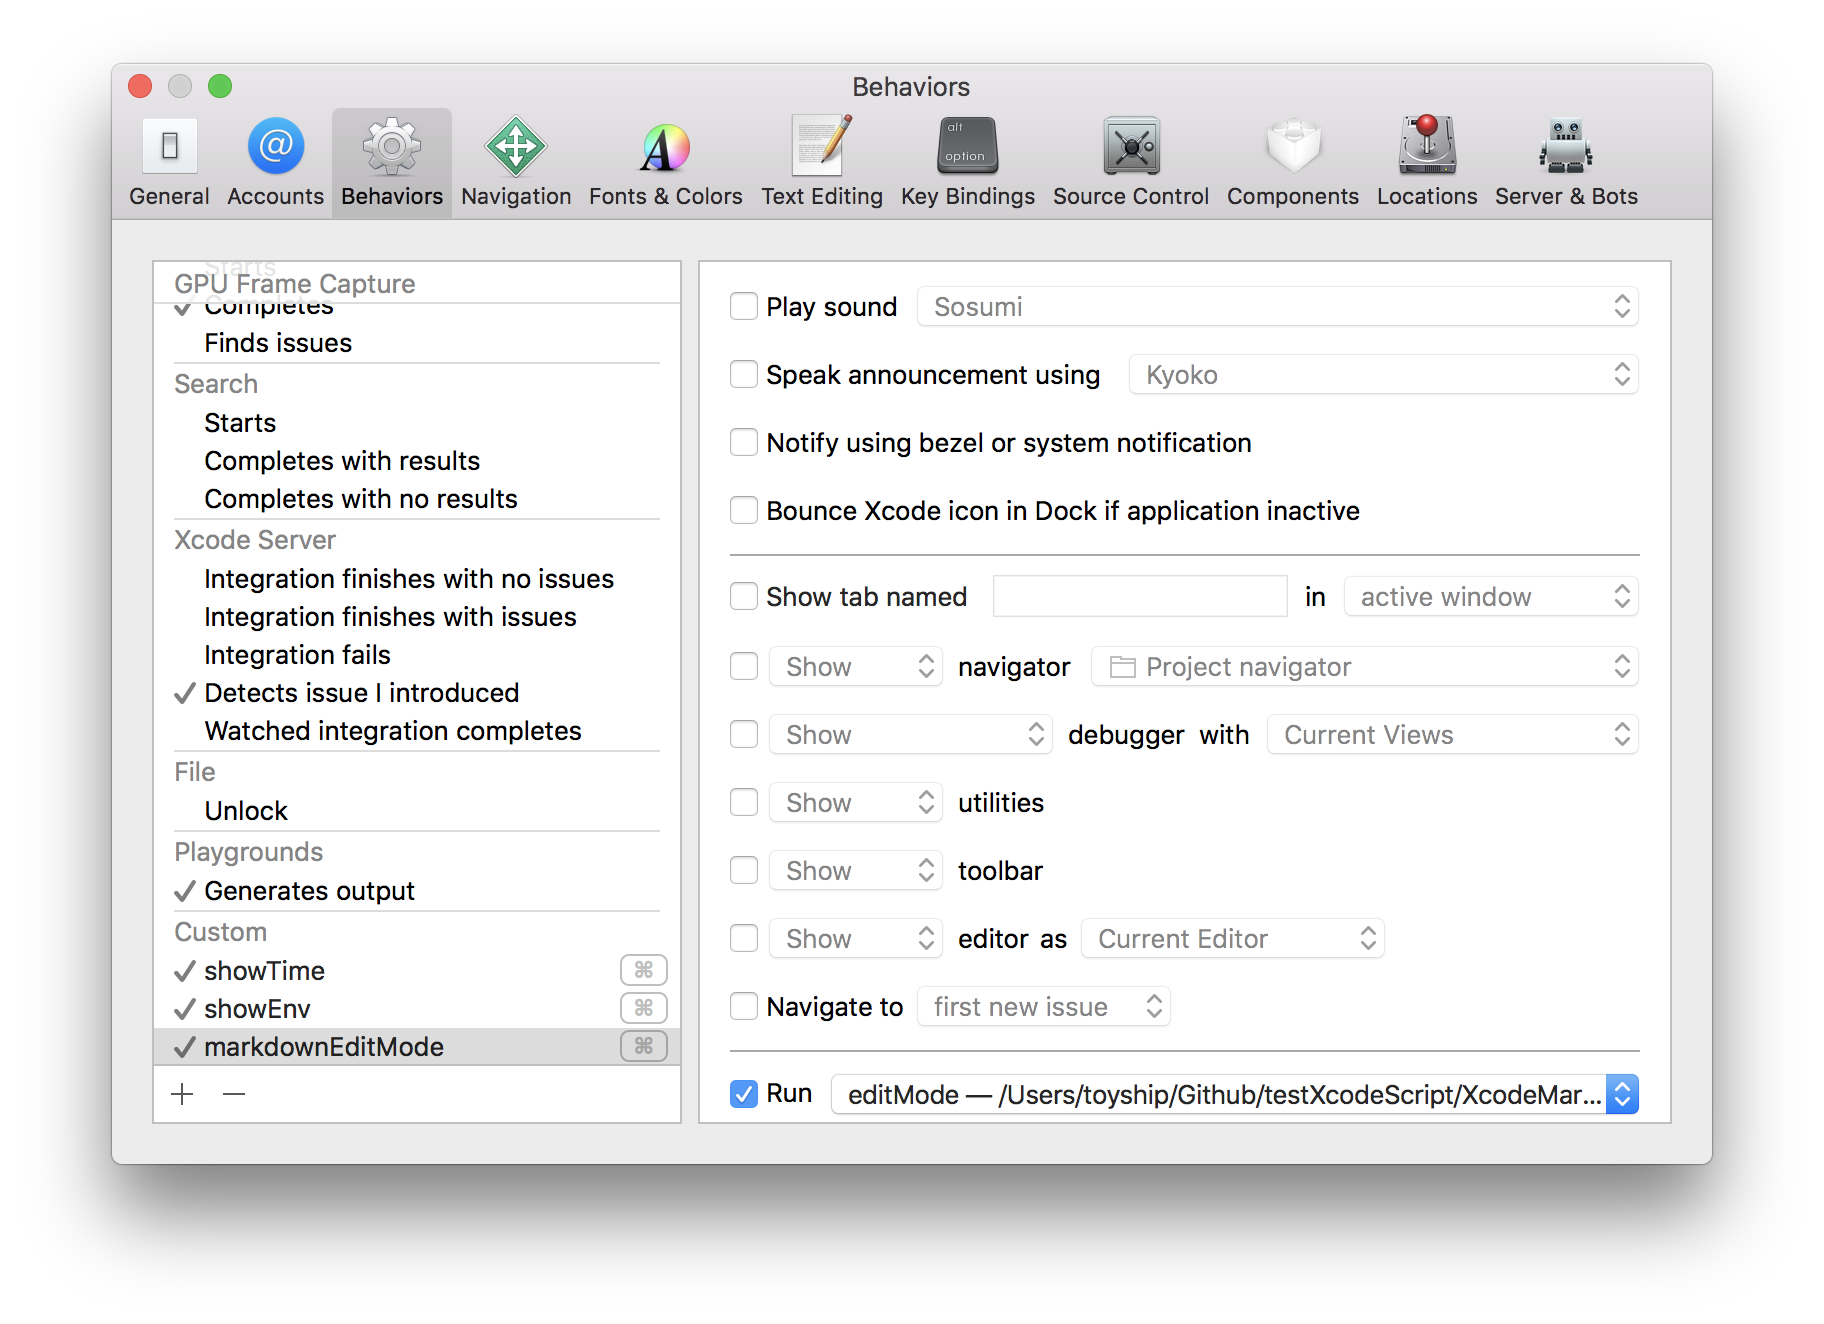 Behaviors
General Accounts Behaviors Navigation Fonts & Colors Text Editing alt option Key Bindings Source Control Components Locations Server & Bots
Starts
GPU Frame Capture
Completes
Finds issues
Search
Starts
Completes with results
Completes with no results
Xcode Server
Integration finishes with no issues
Integration finishes with issues
Integration fails
Detects issue I introduced
Watched integration completes
File
Unlock
Playgrounds
Generates output
Custom
showTime ⌘
showEnv ⌘
markdownEditMode ⌘
Play sound Sosumi
Speak announcement using Kyoko
Notify using bezel or system notification
Bounce Xcode icon in Dock if application inactive
Show tab named in active window
Show navigator Project navigator
Show debugger with Current Views
Show utilities
Show toolbar
Show editor as Current Editor
Navigate to first new issue
Run editMode — /Users/toyship/Github/testXcodeScript/XcodeMar...